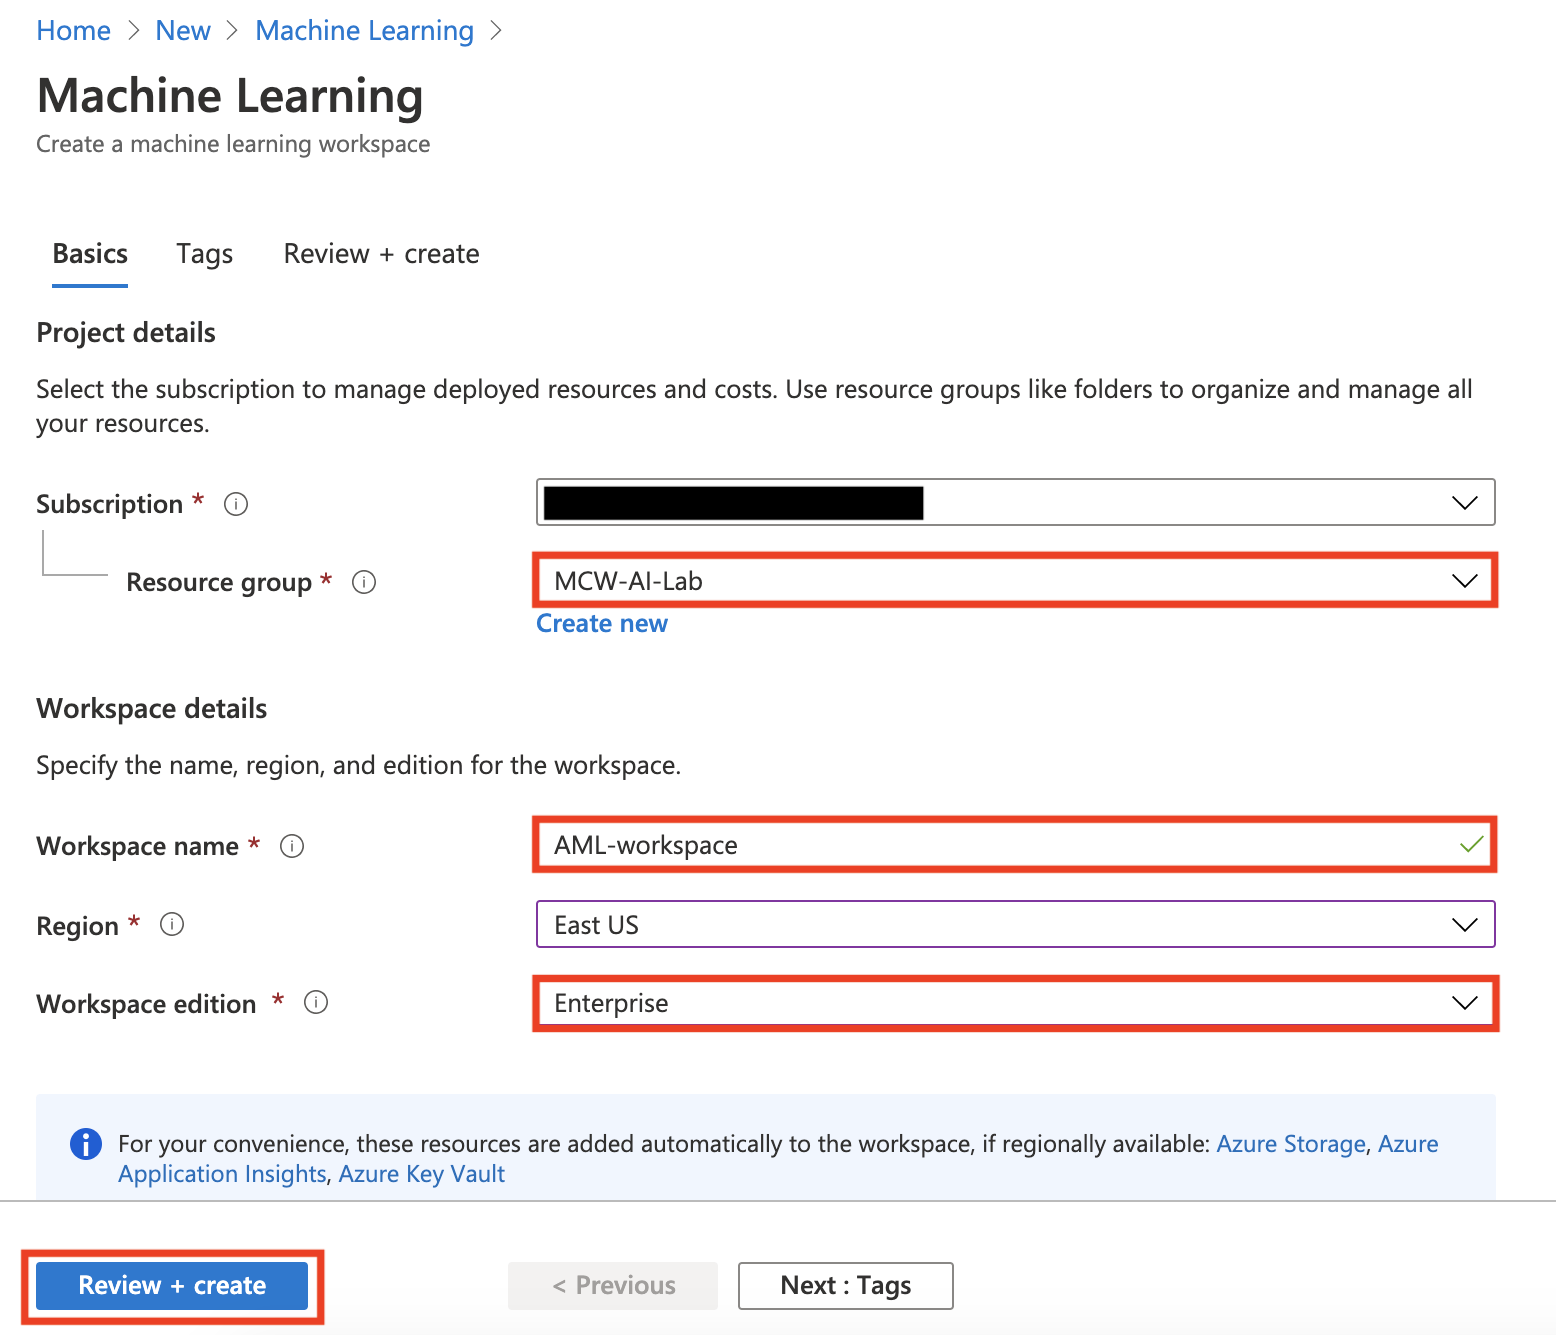 Home > New > Machine Learning >
Machine Learning
Create a machine learning workspace
Basics Tags Review + create
Project details
Select the subscription to manage deployed resources and costs. Use resource groups like folders to organize and manage all
your resources.
Subscription *
Resource group * MCW-AI-Lab
Create new
Workspace details
Specify the name, region, and edition for the workspace.
Workspace name * AML-workspace
Region * East US
Workspace edition * Enterprise
For your convenience, these resources are added automatically to the workspace, if regionally available: Azure Storage, Azure
Application Insights, Azure Key Vault
Review + create < Previous Next : Tags